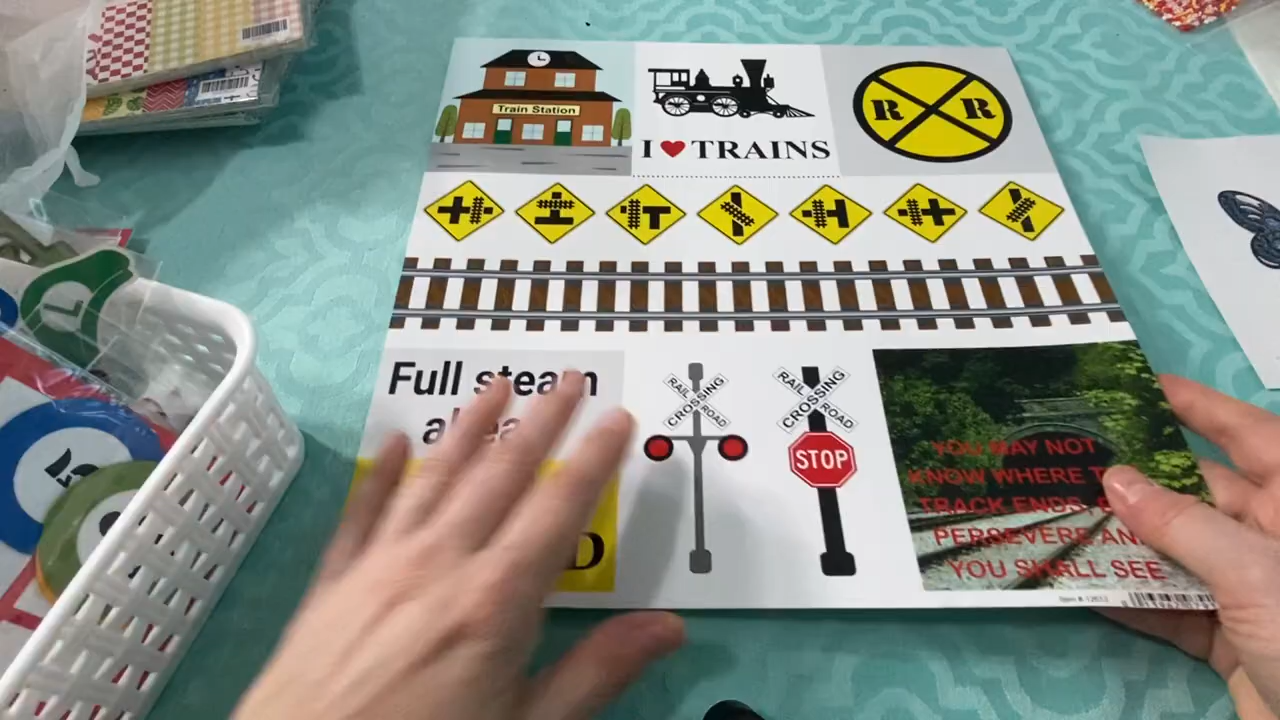 Train Station
I ♥ TRAINS
R R
Full steam
RAIL ROAD
CROSSING
RAIL ROAD
CROSSING
STOP
YOU MAY NOT
KNOW WHERE
TRACK ENDS,
PERSEVERE
YOU SHALL SEE
L